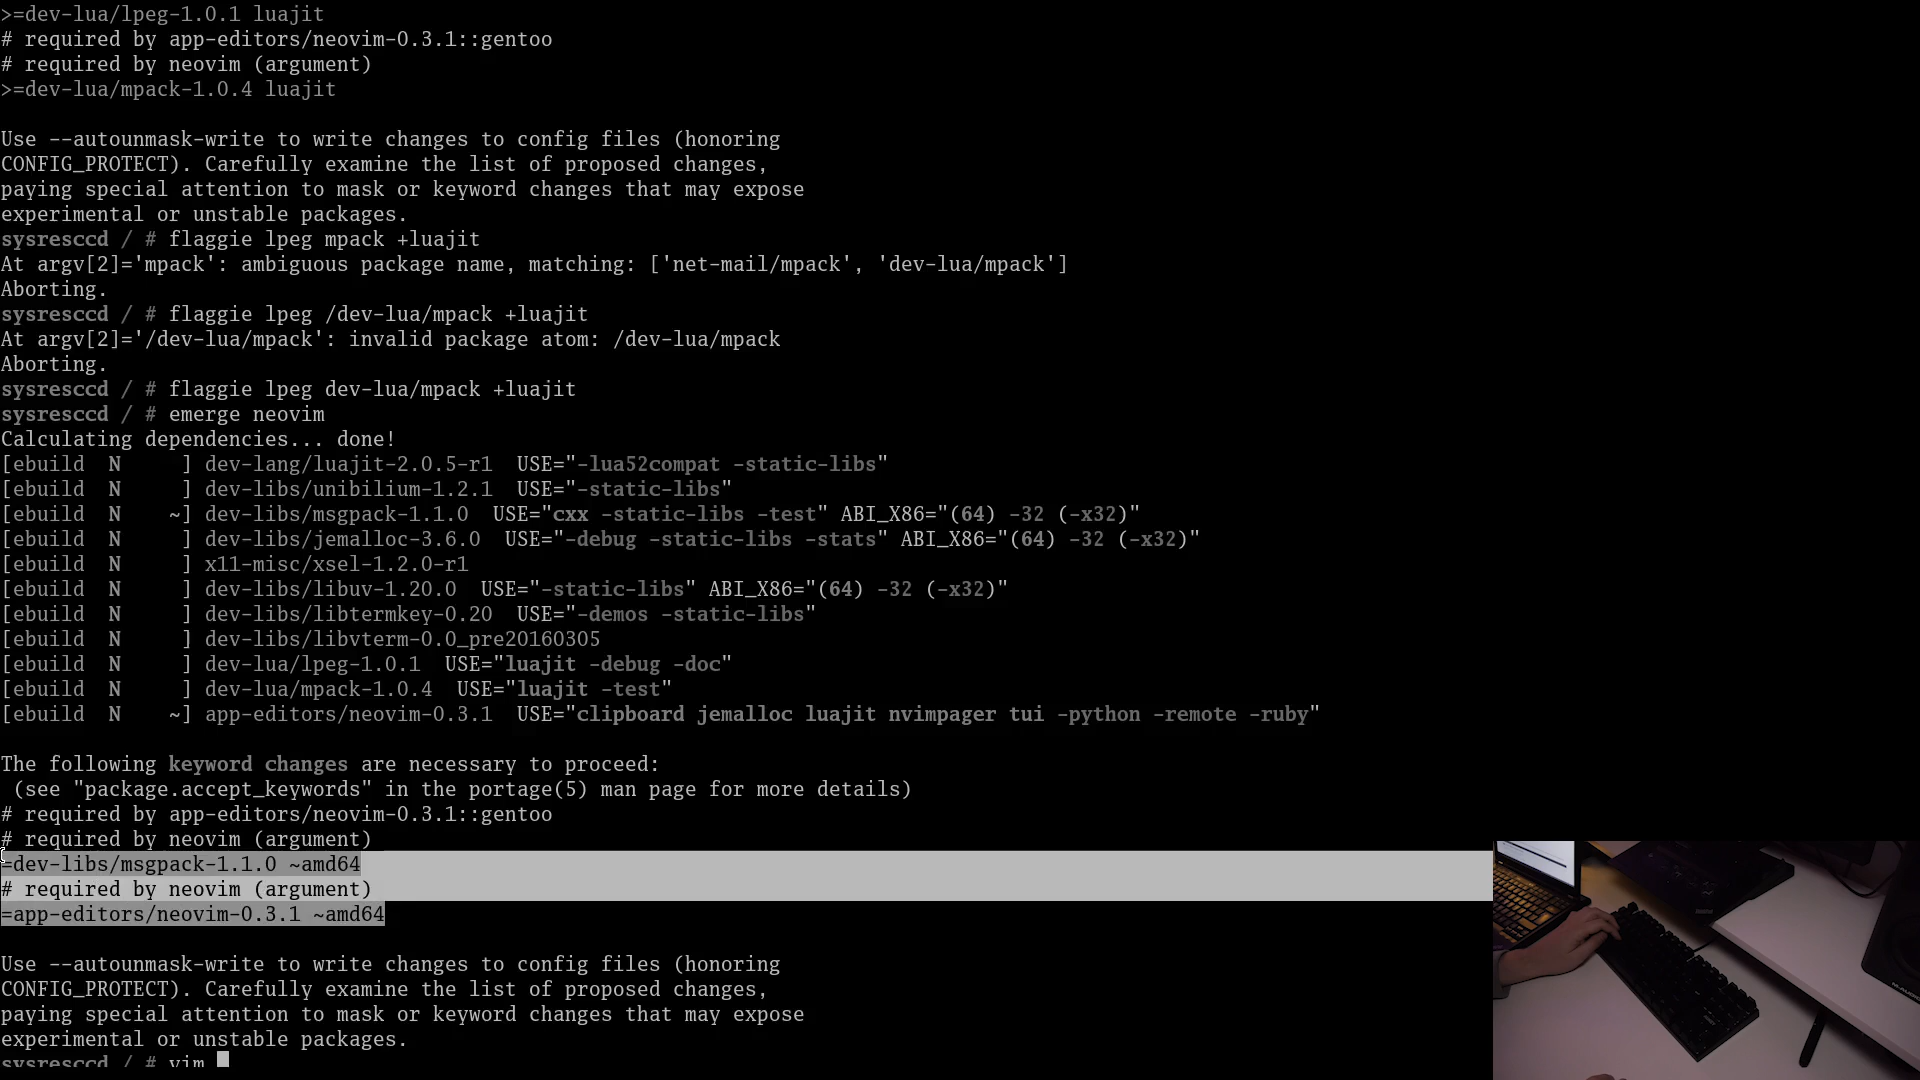 >=dev-lua/lpeg-1.0.1 luajit
# required by app-editors/neovim-0.3.1::gentoo
# required by neovim (argument)
>=dev-lua/mpack-1.0.4 luajit
Use --autounmask-write to write changes to config files (honoring
CONFIG_PROTECT). Carefully examine the list of proposed changes,
paying special attention to mask or keyword changes that may expose
experimental or unstable packages.
sysresccd / # flaggie lpeg mpack +luajit
At argv[2]='mpack': ambiguous package name, matching: ['net-mail/mpack', 'dev-lua/mpack']
Aborting.
sysresccd / # flaggie lpeg /dev-lua/mpack +luajit
At argv[2]='/dev-lua/mpack': invalid package atom: /dev-lua/mpack
Aborting.
sysresccd / # flaggie lpeg dev-lua/mpack +luajit
sysresccd / # emerge neovim
Calculating dependencies... done!
[ebuild  N     ] dev-lang/luajit-2.0.5-r1  USE="-lua52compat -static-libs"
[ebuild  N     ] dev-libs/unibilium-1.2.1  USE="-static-libs"
[ebuild  N    ~] dev-libs/msgpack-1.1.0  USE="cxx -static-libs -test" ABI_X86="(64) -32 (-x32)"
[ebuild  N     ] dev-libs/jemalloc-3.6.0  USE="-debug -static-libs -stats" ABI_X86="(64) -32 (-x32)"
[ebuild  N     ] x11-misc/xsel-1.2.0-r1
[ebuild  N     ] dev-libs/libuv-1.20.0  USE="-static-libs" ABI_X86="(64) -32 (-x32)"
[ebuild  N     ] dev-libs/libtermkey-0.20  USE="-demos -static-libs"
[ebuild  N     ] dev-libs/libvterm-0.0_pre20160305
[ebuild  N     ] dev-lua/lpeg-1.0.1  USE="luajit -debug -doc"
[ebuild  N     ] dev-lua/mpack-1.0.4  USE="luajit -test"
[ebuild  N    ~] app-editors/neovim-0.3.1  USE="clipboard jemalloc luajit nvimpager tui -python -remote -ruby"
The following keyword changes are necessary to proceed:
 (see "package.accept_keywords" in the portage(5) man page for more details)
# required by app-editors/neovim-0.3.1::gentoo
# required by neovim (argument)
=dev-libs/msgpack-1.1.0 ~amd64
# required by neovim (argument)
=app-editors/neovim-0.3.1 ~amd64
Use --autounmask-write to write changes to config files (honoring
CONFIG_PROTECT). Carefully examine the list of proposed changes,
paying special attention to mask or keyword changes that may expose
experimental or unstable packages.
sysresccd / # vim